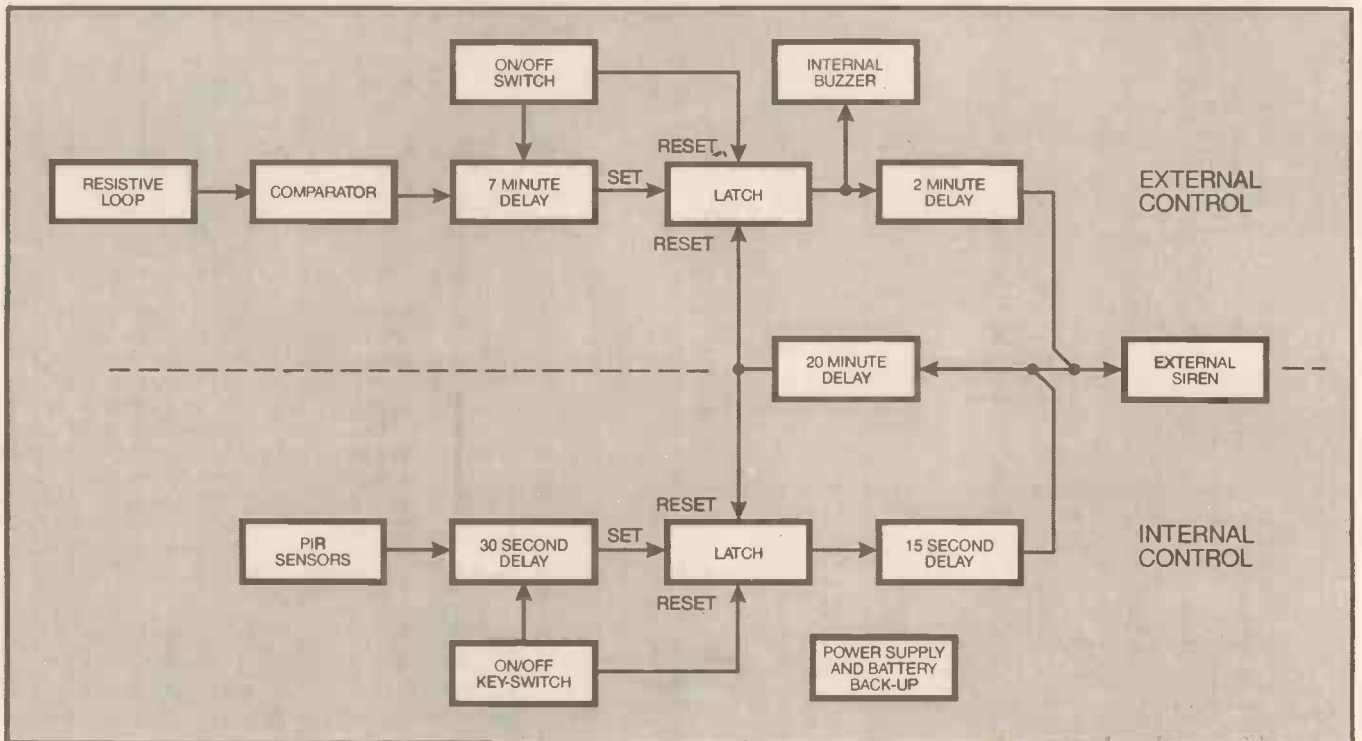 ON/OFF
SWITCH
INTERNAL
BUZZER
RESISTIVE
LOOP
COMPARATOR
7 MINUTE
DELAY
SET
RESET
LATCH
RESET
2 MINUTE
DELAY
EXTERNAL
CONTROL
20 MINUTE
DELAY
EXTERNAL
SIREN
PIR
SENSORS
30 SECOND
DELAY
SET
RESET
LATCH
RESET
15 SECOND
DELAY
INTERNAL
CONTROL
ON/OFF
KEY-SWITCH
POWER SUPPLY
AND BATTERY
BACK-UP